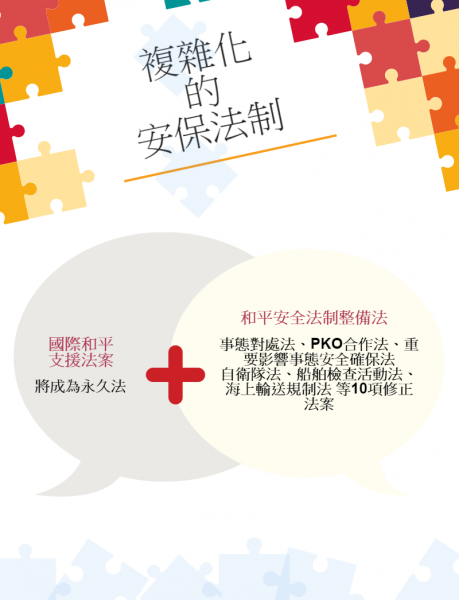 複雜化
的
安保法制
國際和平
支援法案
將成為永久法
和平安全法制整備法
事態對處法、PKO合作法、重
要影響事態安全確保法
自衛隊法、船舶檢查活動法、
海上輸送規制法 等10項修正
法案